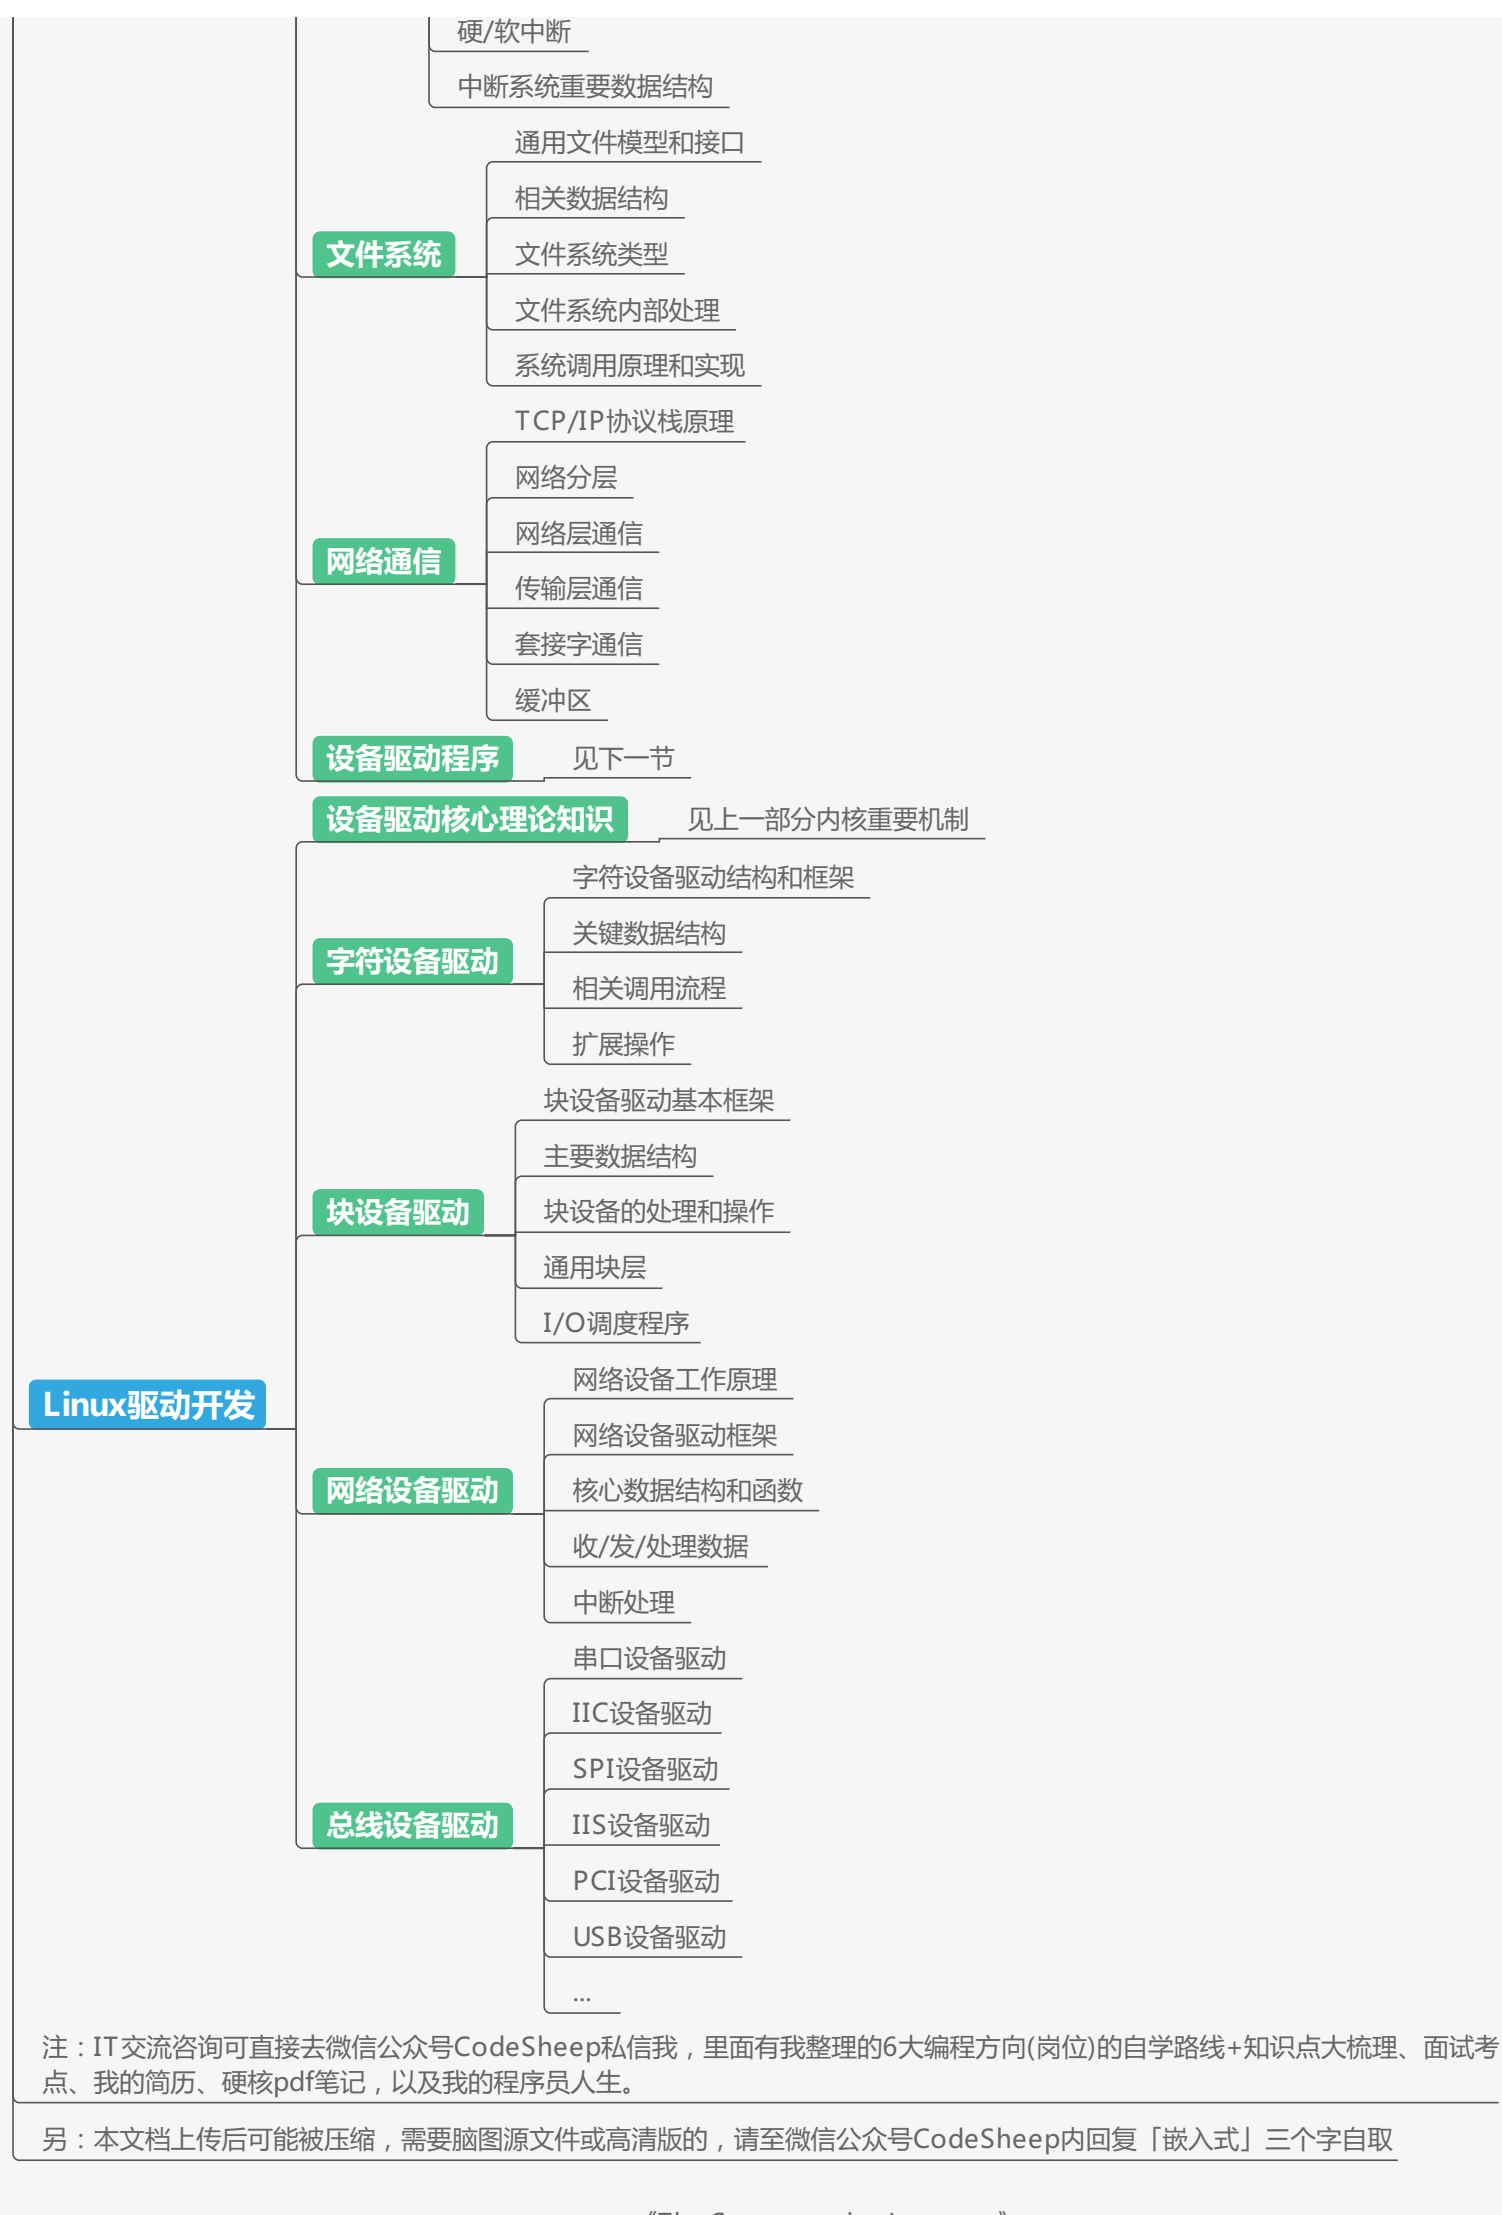 硬/软中断
中断系统重要数据结构
通用文件模型和接口
相关数据结构
文件系统
文件系统类型
文件系统内部处理
系统调用原理和实现
TCP/IP协议栈原理
网络分层
网络层通信
网络通信
传输层通信
套接字通信
缓冲区
设备驱动程序
见下一节
设备驱动核心理论知识
见上一部分内核重要机制
字符设备驱动结构和框架
关键数据结构
字符设备驱动
相关调用流程
扩展操作
块设备驱动基本框架
主要数据结构
块设备驱动
块设备的处理和操作
通用块层
I/O调度程序
Linux驱动开发
网络设备工作原理
网络设备驱动框架
网络设备驱动
核心数据结构和函数
收/发/处理数据
中断处理
串口设备驱动
IIC设备驱动
SPI设备驱动
总线设备驱动
IIS设备驱动
PCI设备驱动
USB设备驱动
...
注：IT交流咨询可直接去微信公众号CodeSheep私信我，里面有我整理的6大编程方向(岗位)的自学路线+知识点大梳理、面试考
点、我的简历、硬核pdf笔记，以及我的程序员人生。
另：本文档上传后可能被压缩，需要脑图源文件或高清版的，请至微信公众号CodeSheep内回复「嵌入式」三个字自取